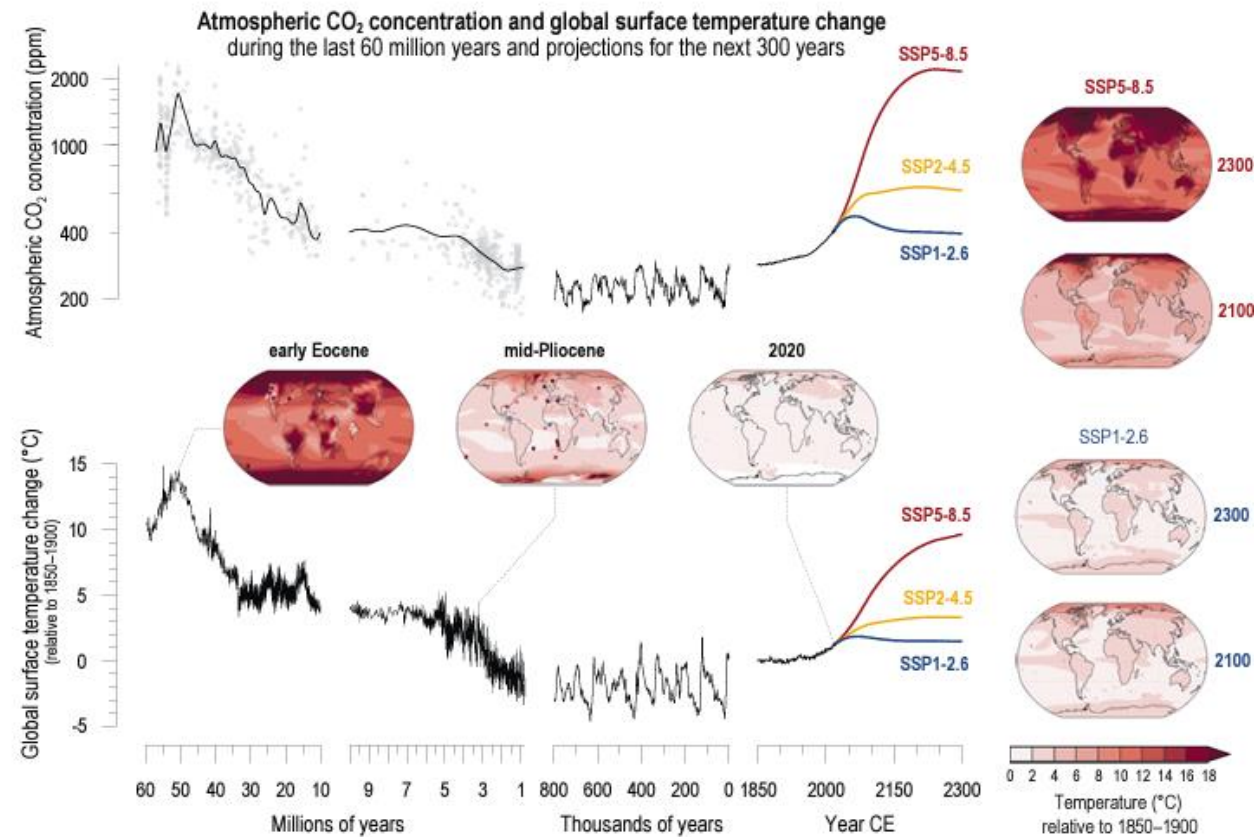 Atmospheric CO₂ concentration and global surface temperature change
during the last 60 million years and projections for the next 300 years
Atmospheric CO₂ concentration (ppm)
2000
1000
400
200
SSP5-8.5
SSP2-4.5
SSP1-2.6
SSP5-8.5
2300
2100
early Eocene
mid-Pliocene
2020
Global surface temperature change (°C)
(relative to 1850–1900)
15
10
5
0
-5
SSP5-8.5
SSP2-4.5
SSP1-2.6
SSP1-2.6
2300
2100
60 50 40 30 20 10
Millions of years
9 7 5 3 1
800 600 400 200 0
Thousands of years
1850 2000 2150 2300
Year CE
0 2 4 6 8 10 12 14 16 18
Temperature (°C)
relative to 1850–1900